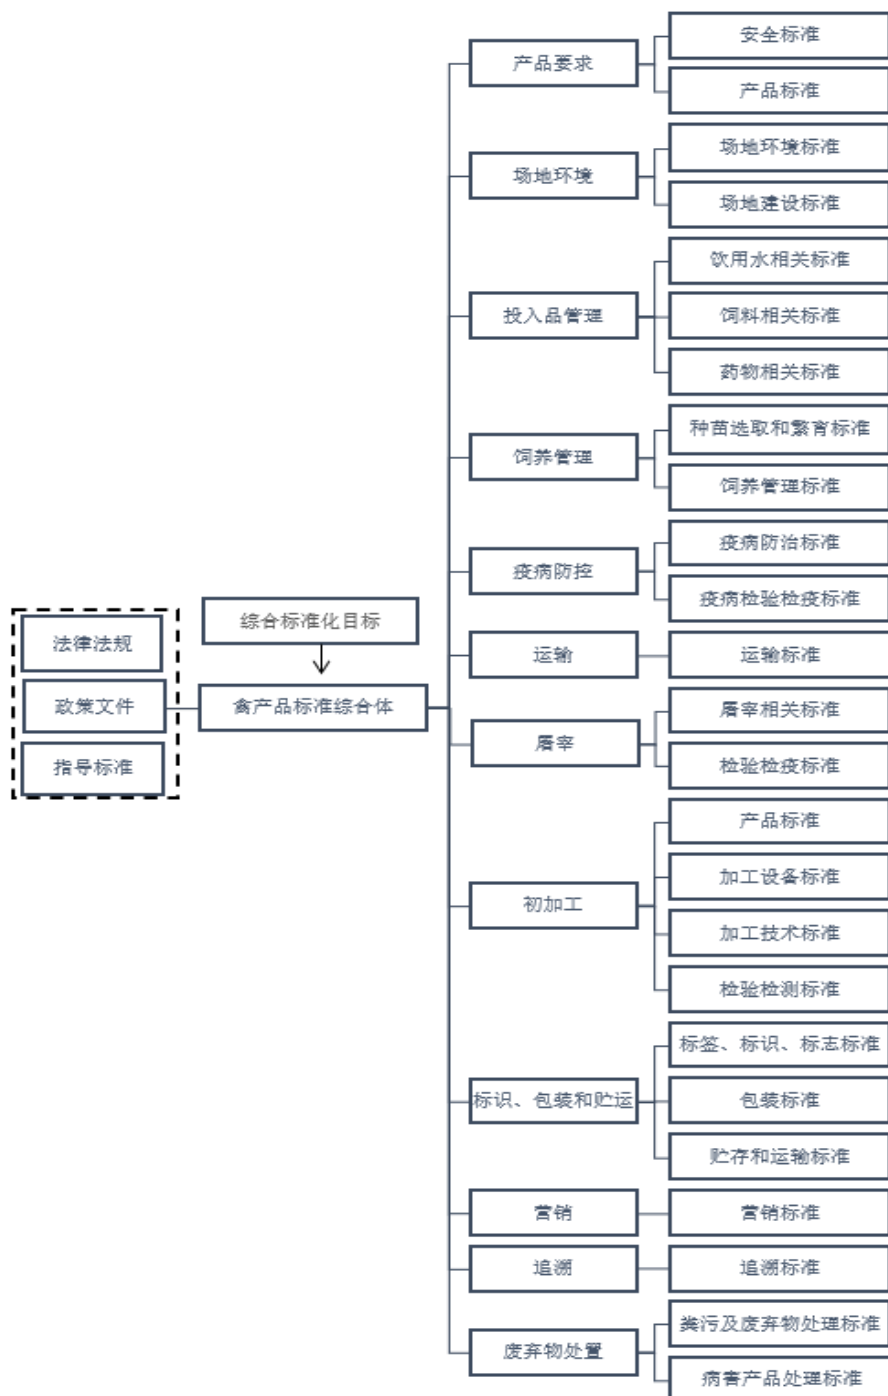 法律法规
政策文件
指导标准
综合标准化目标
禽产品标准综合体
产品要求
安全标准
产品标准
场地环境
场地环境标准
场地建设标准
投入品管理
饮用水相关标准
饲料相关标准
药物相关标准
饲养管理
种苗选取和繁育标准
饲养管理标准
疫病防控
疫病防治标准
疫病检验检疫标准
运输
运输标准
屠宰
屠宰相关标准
检验检疫标准
初加工
产品标准
加工设备标准
加工技术标准
检验检测标准
标识、包装和贮运
标签、标识、标志标准
包装标准
贮存和运输标准
营销
营销标准
追溯
追溯标准
废弃物处置
粪污及废弃物处理标准
病害产品处理标准